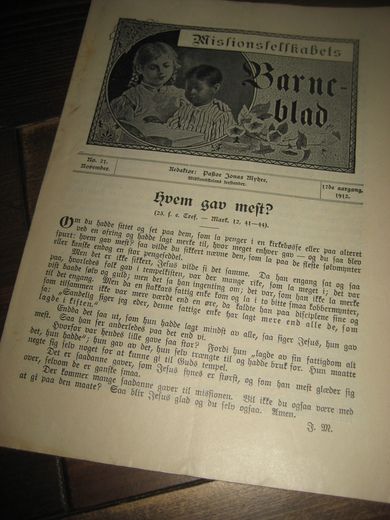 Missionsselskabets
Barne-
blad
No. 21.
November.
Redaktør: Pastor Jonas Myhre,
Missionsskolens forstander.
17de aargang.
1912.
Hvem gav mest?
(23. s. e. Tref. — Mark. 12, 41—44).
Om du hadde sittet og set paa dem, som la penger i en kirkebøsse eller paa alteret
ved en ofring og hadde lagt merke til, hvor meget enhver gav — og du saa blev
spurt: hvem gav mest? saa vilde du sikkert nævne den, som la paa de fleste sølvmynter
eller kanske endog en stor pengeseddel.
Men det er ikke sikkert, Jesus vilde si det samme. Da han engang sat og saa
paa, hvorledes folk gav i tempelkisten, var der mange rike, som la meget; det var
vist baade sølv og guld; men det sa han ingenting om; det var, som han ikke la merke
til det engang. Men da en stakkars fattig enke kom og la i to bitte smaa kobbermynter,
som tilsammen ikke var mere værd end en øre, da kaldte han paa disciplene sine og
sa: „Sandelig siger jeg eder, denne fattige enke har lagt mere end alle de, som
lagde i kisten.“
Endda det saa ut, som hun hadde lagt mindst av alle, saa siger Jesus, hun gav
mest. Han ser anderledes paa det end vi.
Hvorfor var hendes lille gave saa stor? Fordi hun „lagde av sin fattigdom alt
det, hun hadde“; hun gav av det, hun selv trængte til og hadde bruk for. Hun maatte
negte sig selv noget for at kunne gi til Guds tempel.
Det er saadanne gaver, som Jesus synes er størst, og som han mest glæder sig
over, selvom de er ganske smaa.
Der kommer mange saadanne gaver til missionen. Vil ikke du ogsaa være med
at gi paa den maate? Saa blir Jesus glad og du selv ogsaa. Amen.
J. M.